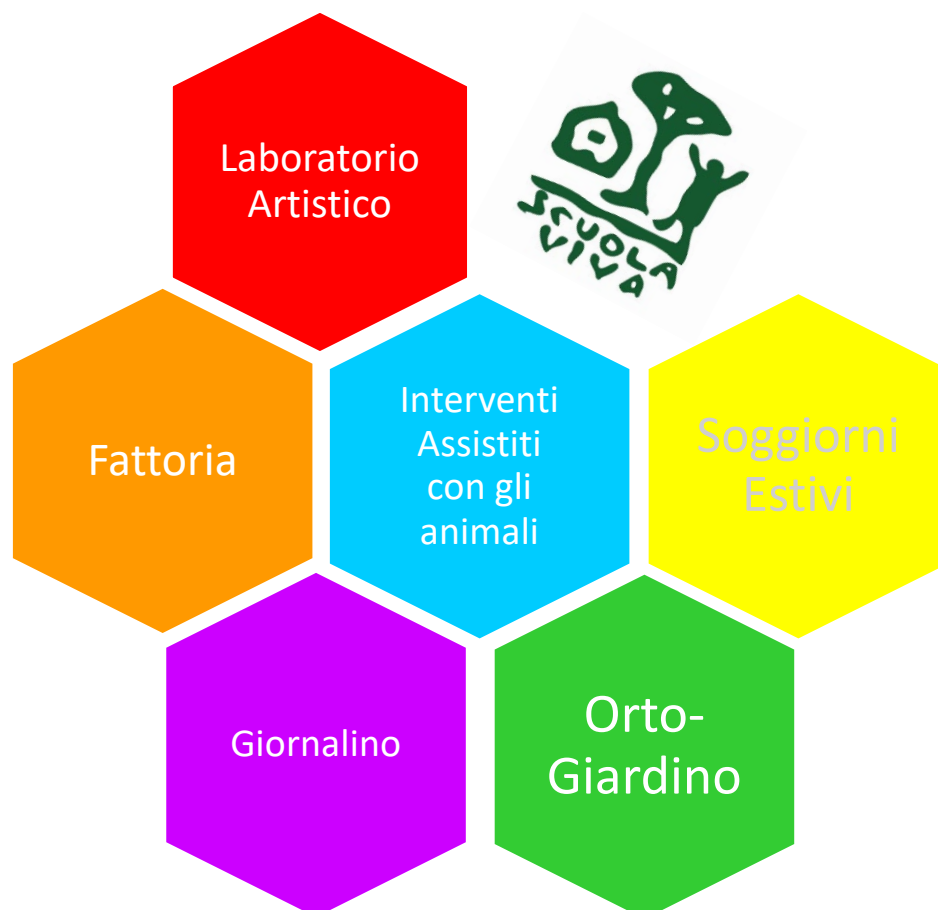 Laboratorio
Artistico
SCUOLA
VIVA
Fattoria
Interventi
Assistiti
con gli
animali
Soggiorni
Estivi
Giornalino
Orto-
Giardino